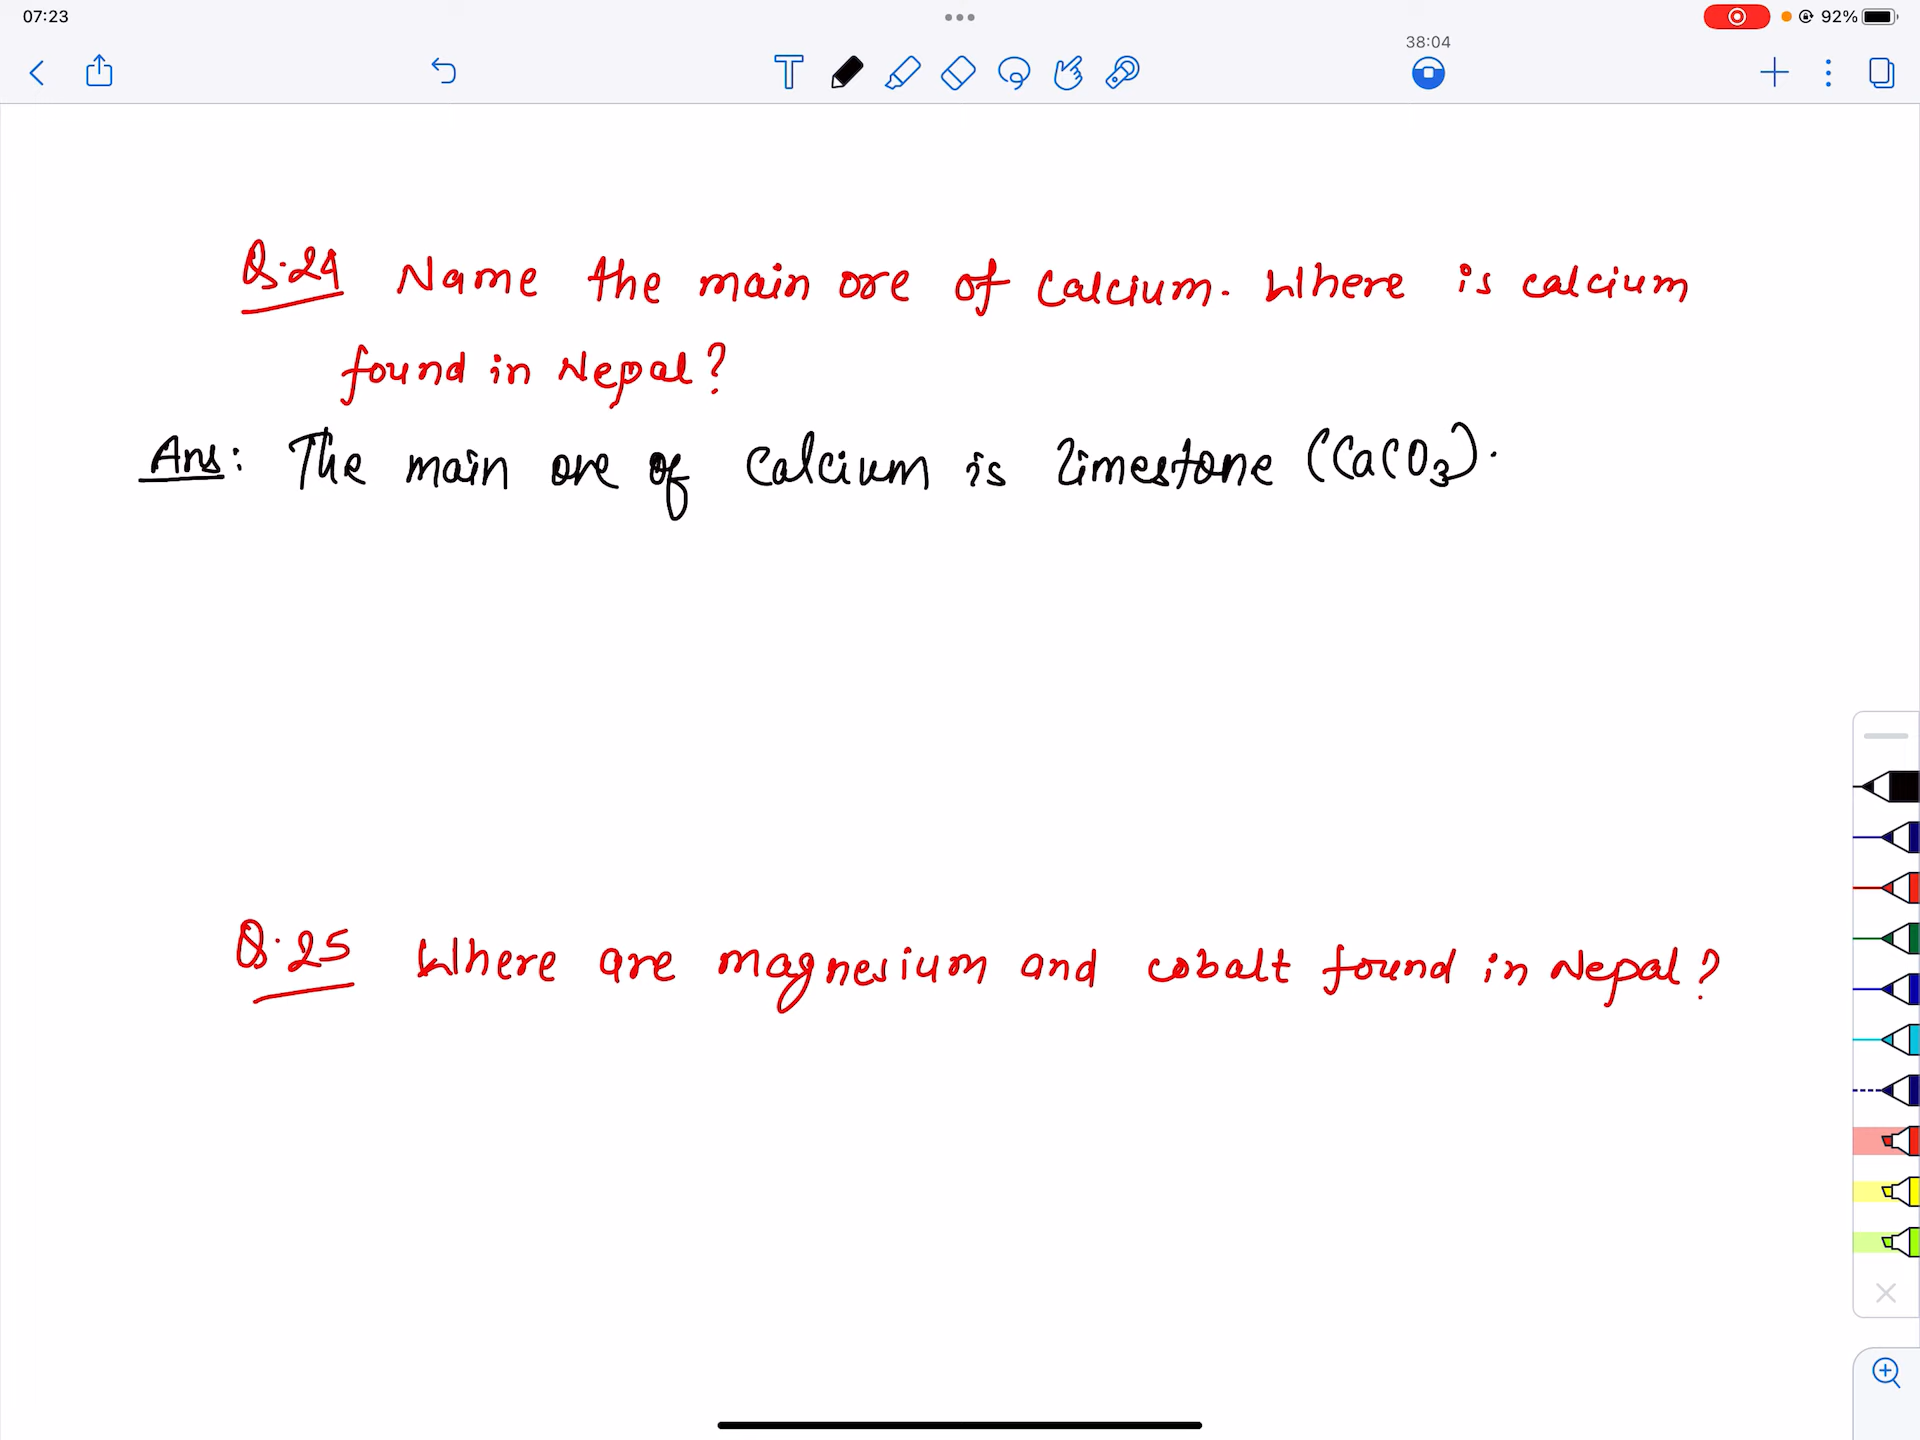 07:23
92%
38:04
Q.24 Name the main ore of calcium. Where is calcium
found in Nepal?
Ans: The main ore of calcium is limestone (CaCO₃).
Q.25 Where are magnesium and cobalt found in Nepal?